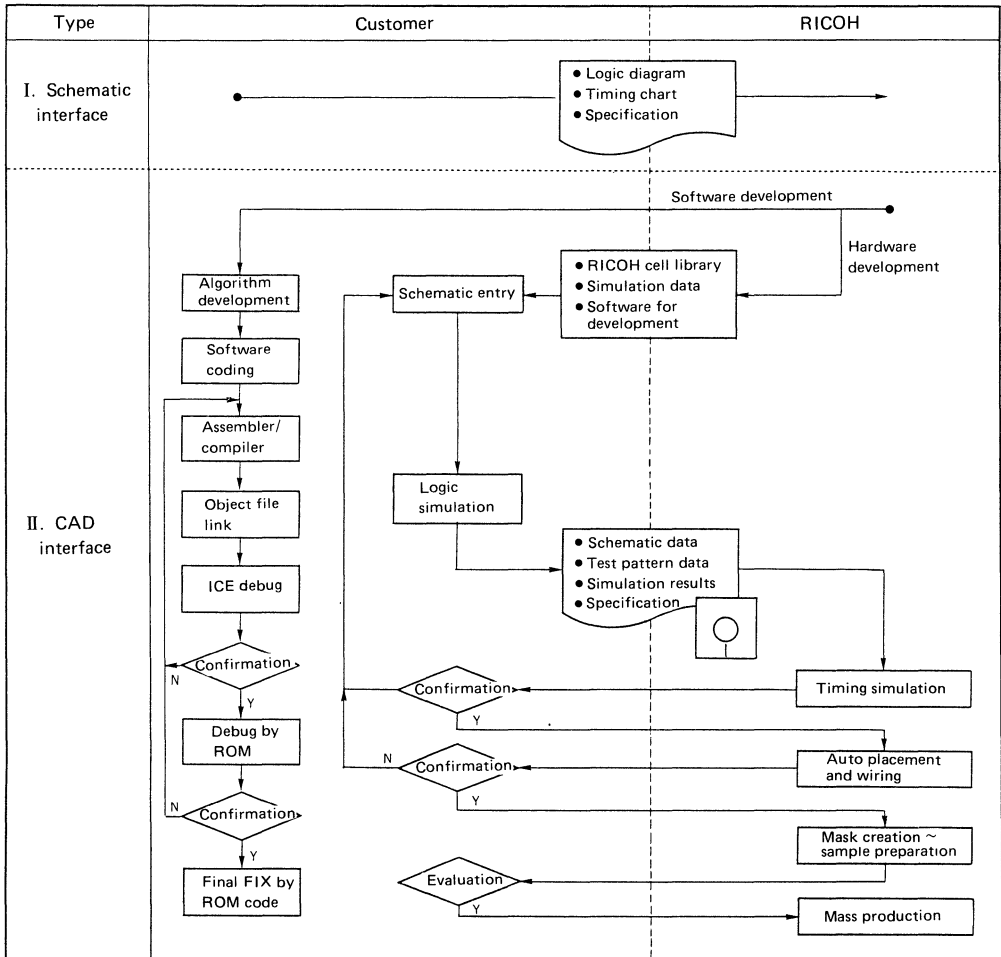 Type
Customer
RICOH
I. Schematic
interface
● Logic diagram
● Timing chart
● Specification
II. CAD
interface
Software development
Hardware
development
Algorithm
development
Software
coding
Assembler/
compiler
Object file
link
ICE debug
Confirmation
N
Y
Debug by
ROM
Confirmation
N
Y
Final FIX by
ROM code
Schematic entry
● RICOH cell library
● Simulation data
● Software for
development
Logic
simulation
● Schematic data
● Test pattern data
● Simulation results
● Specification
Confirmation
Y
Timing simulation
Confirmation
N
Y
Auto placement
and wiring
Mask creation ~
sample preparation
Evaluation
Y
Mass production